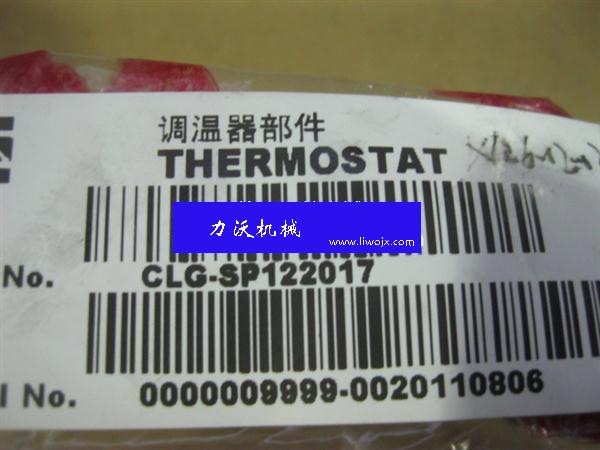 调温器部件
THERMOSTAT
力沃机械
www.liwojx.com
No. CLG-SP122017
l No. 0000009999-0020110806